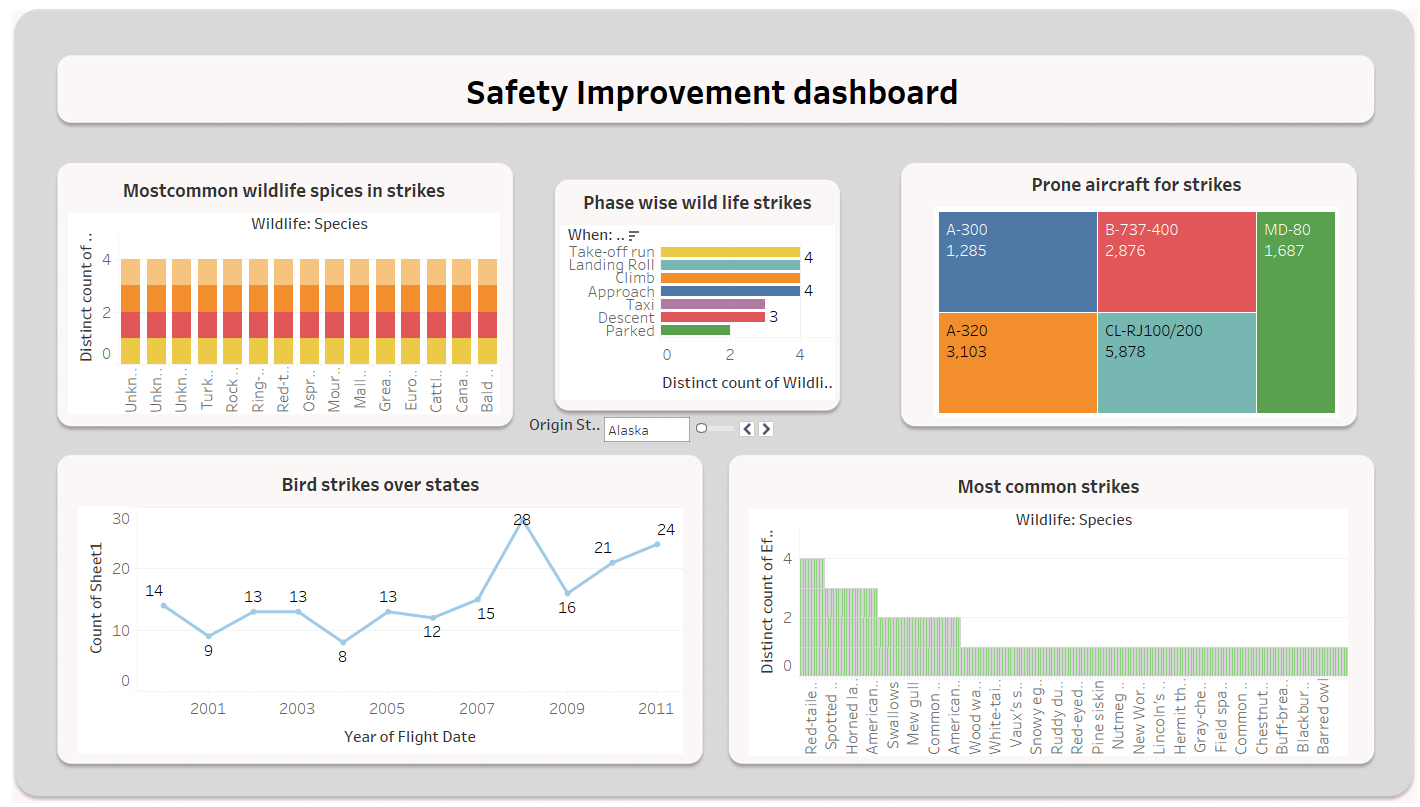 Safety Improvement dashboard
Mostcommon wildlife spices in strikes
Wildlife: Species
Distinct count of ..
4
2
0
Unkn..
Unkn..
Unkn..
Turk..
Rock ..
Ring-..
Red-t..
Ospr..
Mour..
Mall..
Grea..
Euro..
Cattl..
Cana..
Bald ..
Phase wise wild life strikes
When: ..
Take-off run
4
Landing Roll
Climb
Approach
4
Taxi
Descent
3
Parked
0
2
4
Distinct count of Wildli..
Origin St..
Alaska
Prone aircraft for strikes
A-300
1,285
B-737-400
2,876
MD-80
1,687
A-320
3,103
CL-RJ100/200
5,878
Bird strikes over states
Count of Sheet1
30
20
10
0
14
9
13
13
8
13
12
15
28
16
21
24
2001
2003
2005
2007
2009
2011
Year of Flight Date
Most common strikes
Wildlife: Species
Distinct count of Ef..
4
2
0
Red-taile..
Spotted ..
Horned la..
American..
Swallows
Mew gull
Common ..
American..
Wood wa..
White-tai..
Vaux's s..
Snowy eg..
Ruddy du..
Red-eyed..
Pine siskin
Nutmeg ..
New Wor..
Lincoln's ..
Hermit th..
Gray-che..
Field spa..
Common ..
Chestnut..
Buff-brea..
Blackbur..
Barred owl